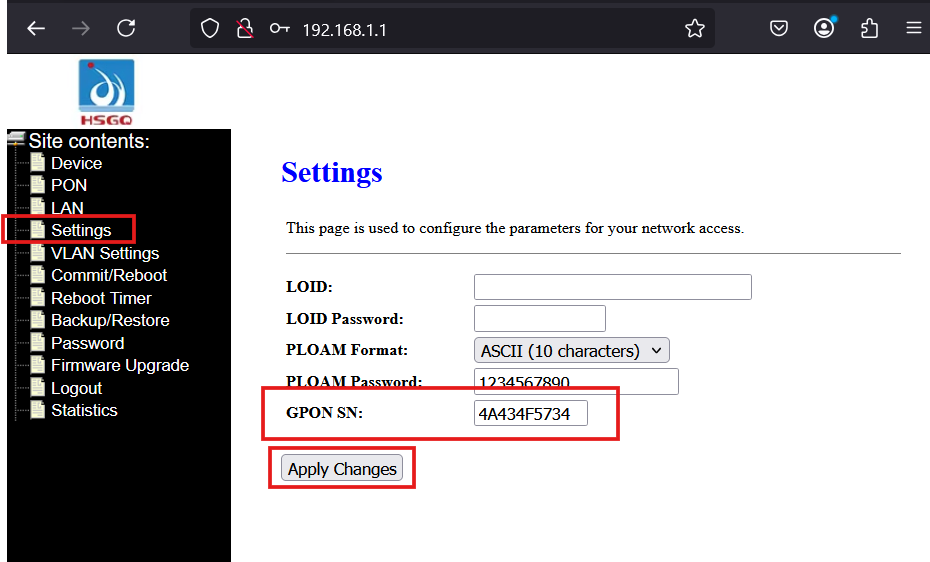 192.168.1.1
HSGQ
Site contents:
Device
PON
LAN
Settings
VLAN Settings
Commit/Reboot
Reboot Timer
Backup/Restore
Password
Firmware Upgrade
Logout
Statistics
Settings
This page is used to configure the parameters for your network access.
LOID:
LOID Password:
PLOAM Format: ASCII (10 characters)
PLOAM Password: 1234567890
GPON SN: 4A434F5734
Apply Changes